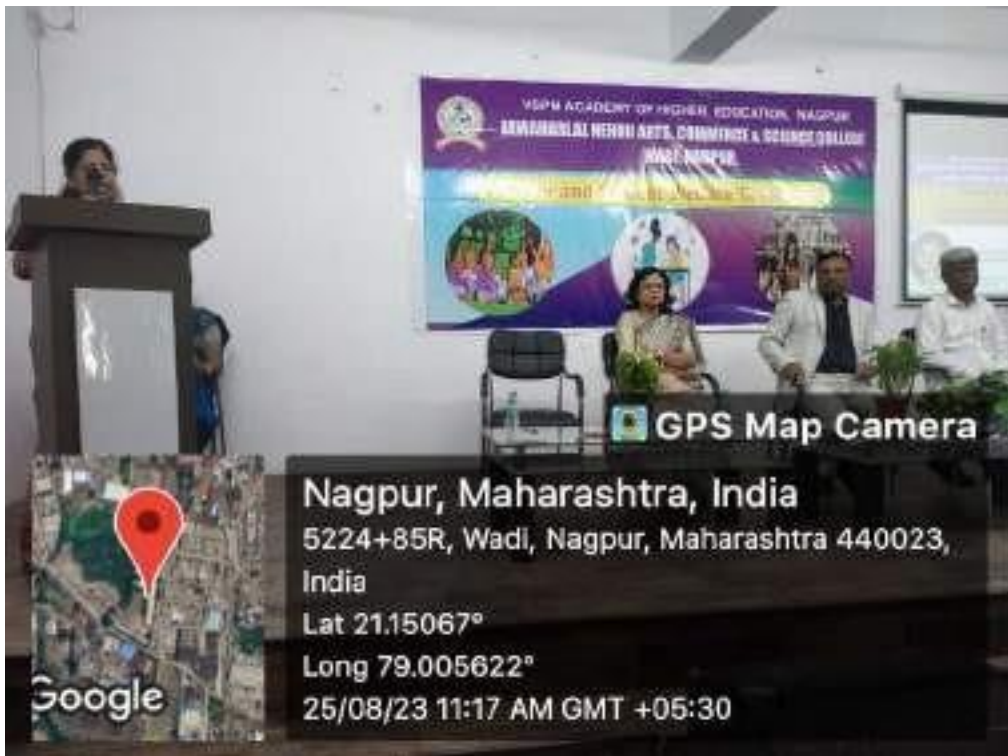 VSPM ACADEMY OF HIGHER EDUCATION, NAGPUR
JAWAHARLAL NEHRU ARTS, COMMERCE & SCIENCE COLLEGE
WADI, NAGPUR
and
GPS Map Camera
Nagpur, Maharashtra, India
5224+85R, Wadi, Nagpur, Maharashtra 440023,
India
Lat 21.15067°
Long 79.005622°
25/08/23 11:17 AM GMT +05:30
Google